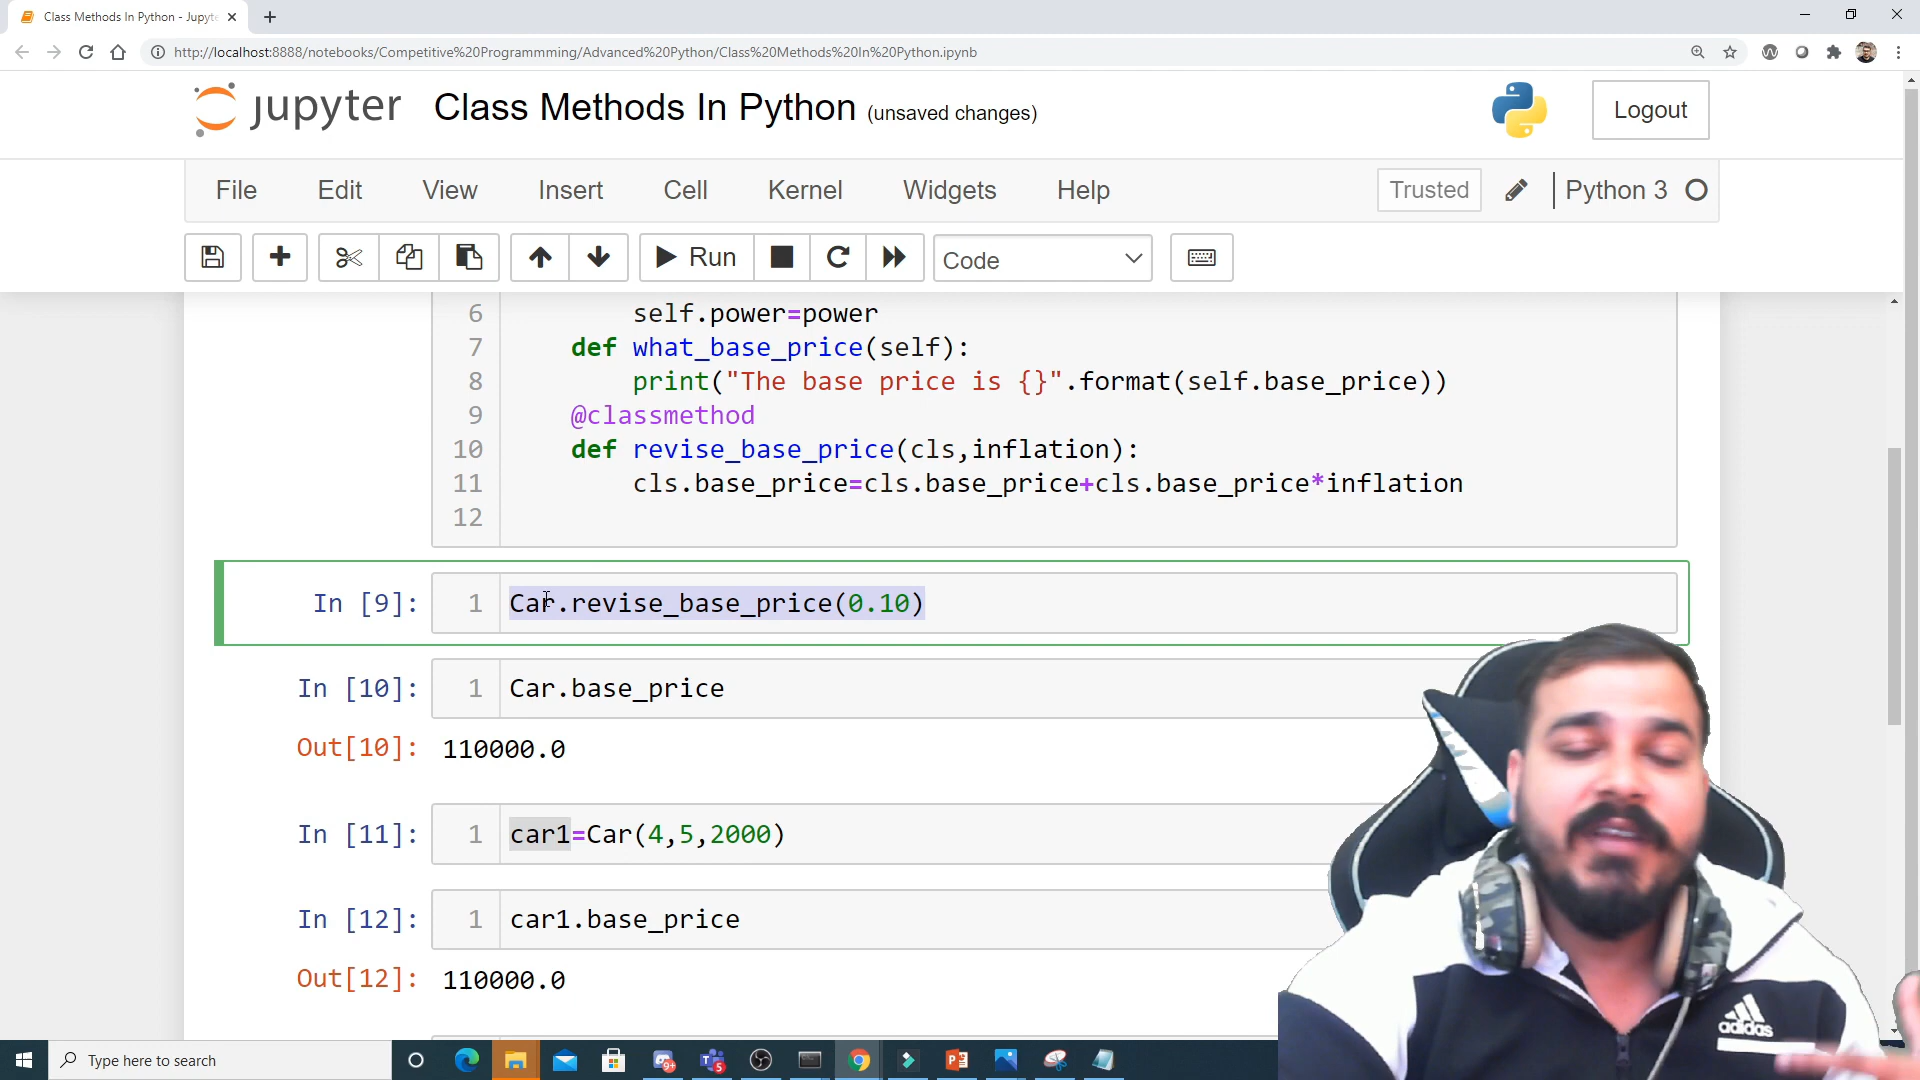 Class Methods In Python - Jupyte
http://localhost:8888/notebooks/Competitive%20Programmming/Advanced%20Python/Class%20Methods%20In%20Python.ipynb
jupyter Class Methods In Python (unsaved changes) Logout
File Edit View Insert Cell Kernel Widgets Help Trusted Python 3
Run Code
6 self.power=power
7 def what_base_price(self):
8 print("The base price is {}".format(self.base_price))
9 @classmethod
10 def revise_base_price(cls,inflation):
11 cls.base_price=cls.base_price+cls.base_price*inflation
12
In [9]: 1 Car.revise_base_price(0.10)
In [10]: 1 Car.base_price
Out[10]: 110000.0
In [11]: 1 car1=Car(4,5,2000)
In [12]: 1 car1.base_price
Out[12]: 110000.0
adidas
Type here to search 9+ 5